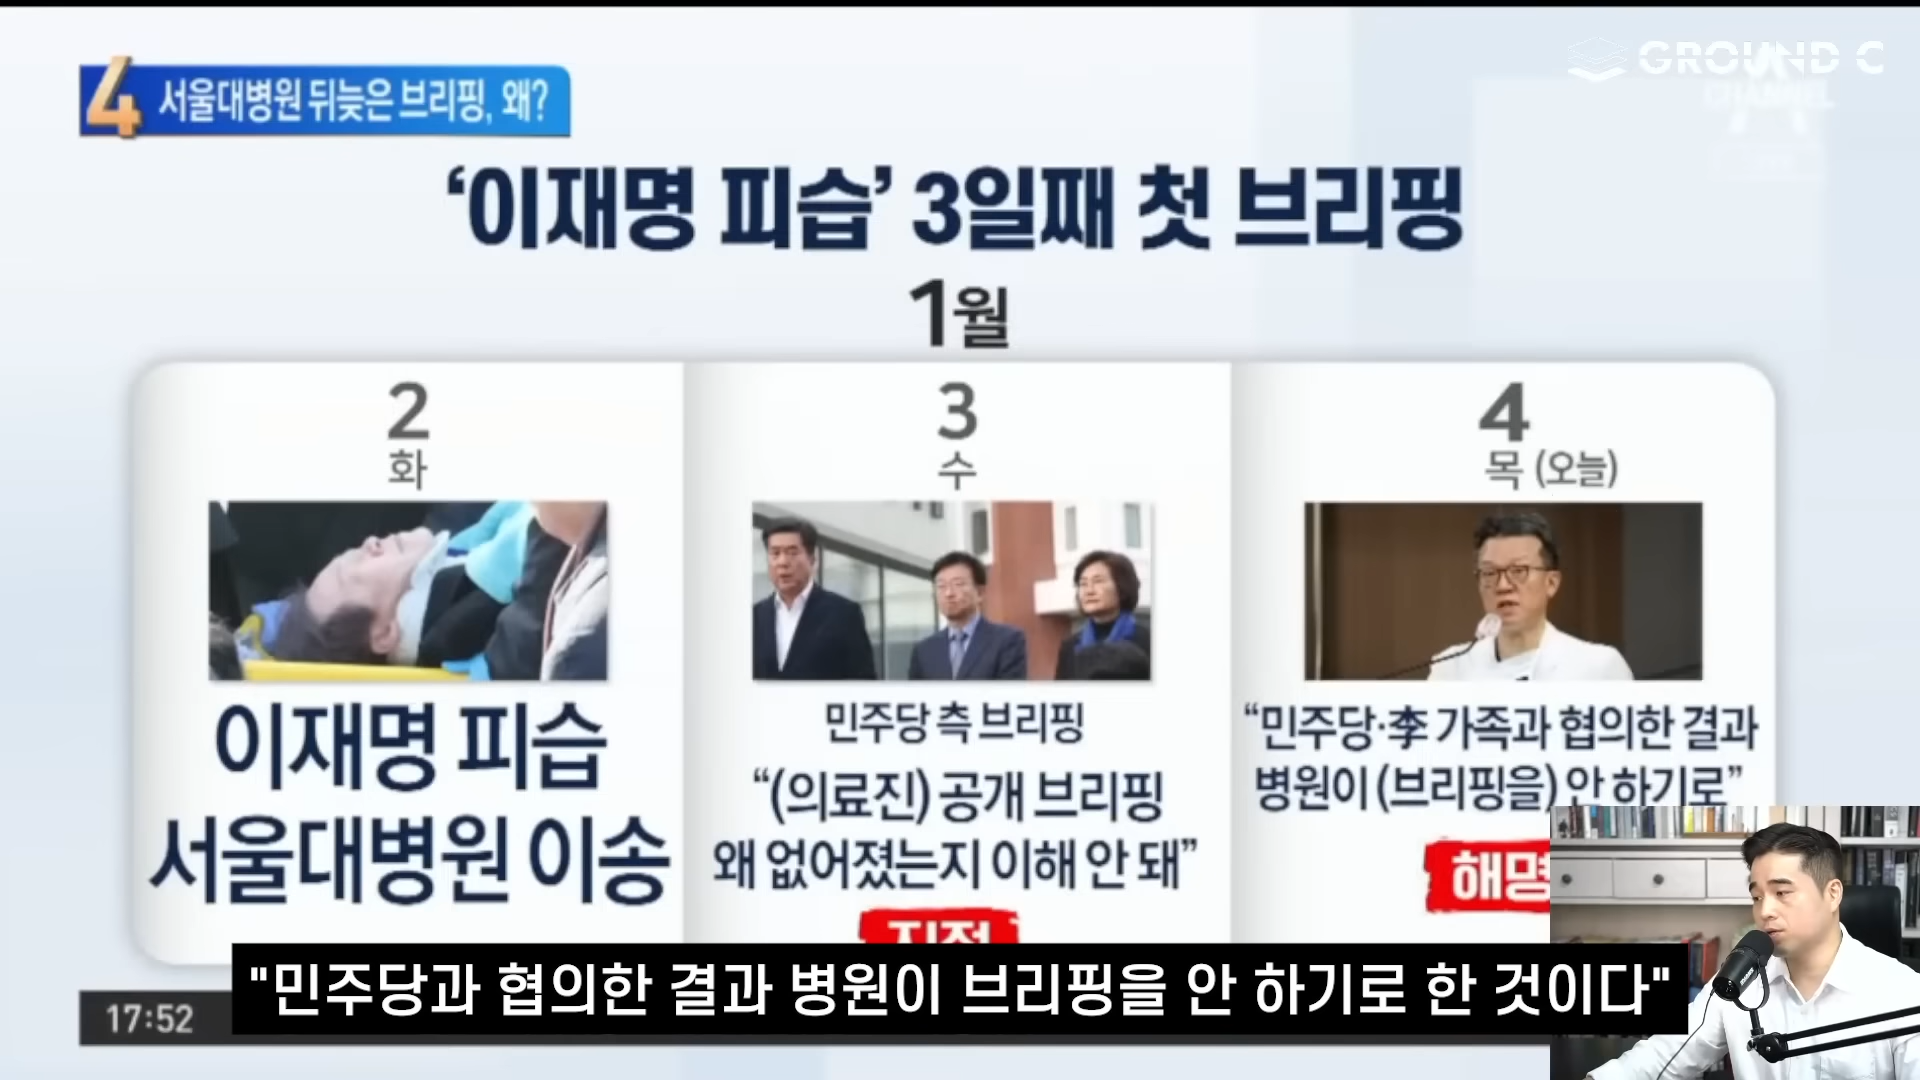 GROUND C
CHANNEL
4 서울대병원 뒤늦은 브리핑, 왜?
‘이재명 피습’ 3일째 첫 브리핑
1월
2
화
이재명 피습
서울대병원 이송
3
수
민주당 측 브리핑
“(의료진) 공개 브리핑
왜 없어졌는지 이해 안 돼”
지적
4
목 (오늘)
“민주당·李 가족과 협의한 결과
병원이 (브리핑을) 안 하기로”
해명
"민주당과 협의한 결과 병원이 브리핑을 안 하기로 한 것이다"
17:52